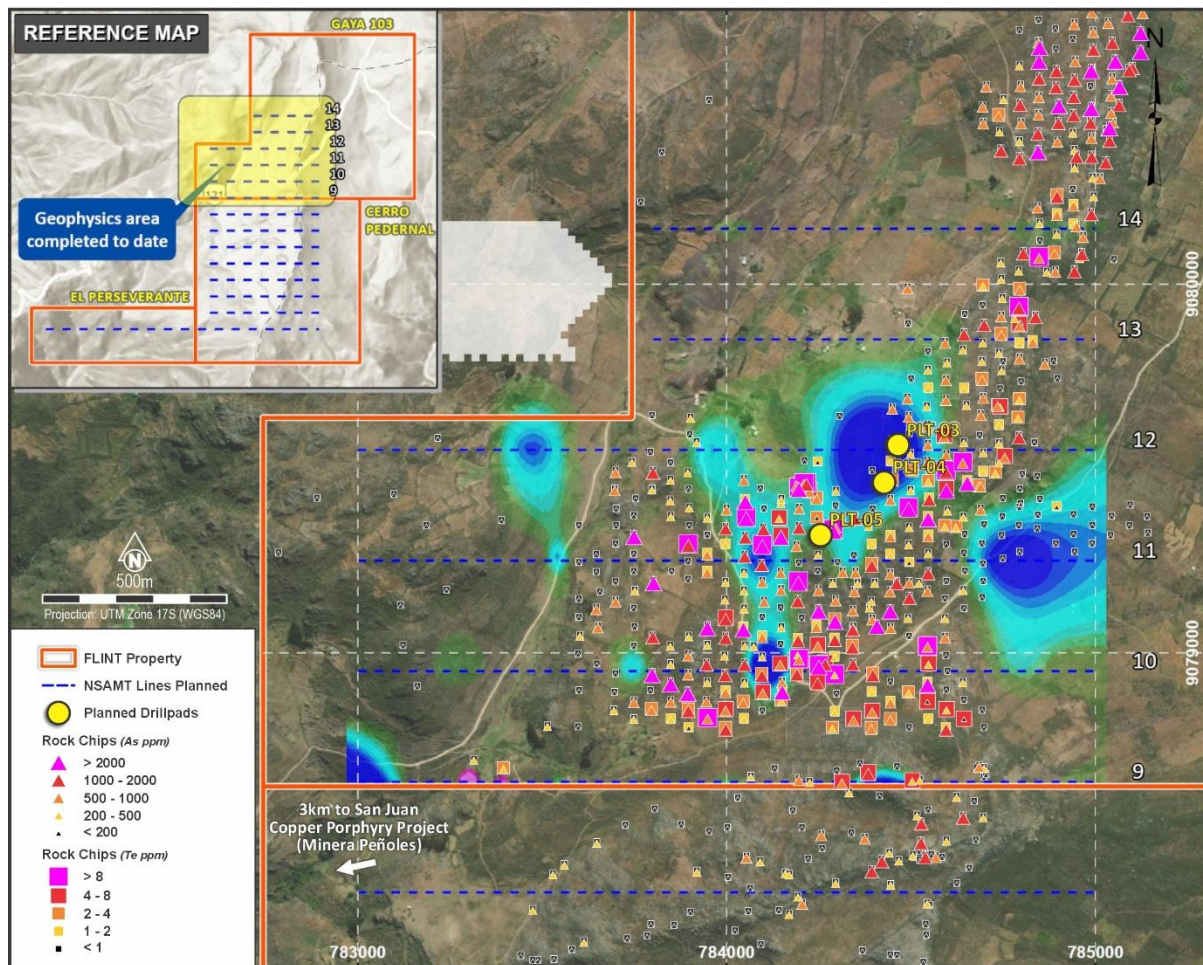 REFERENCE MAP
GAYA 103
14
13
12
11
10
9
131
Geophysics area
completed to date
CERRO
PEDERNAL
EL PERSEVERANTE
N
14
9080000
13
12
PLT-03
PLT-04
PLT-05
11
N
500m
Projection: UTM Zone 17S (WGS84)
9079000
10
9
FLINT Property
NSAMT Lines Planned
Planned Drillpads
Rock Chips (As ppm)
> 2000
1000 - 2000
500 - 1000
200 - 500
< 200
Rock Chips (Te ppm)
> 8
4 - 8
2 - 4
1 - 2
< 1
3km to San Juan
Copper Porphyry Project
(Minera Peñoles)
783000
784000
785000